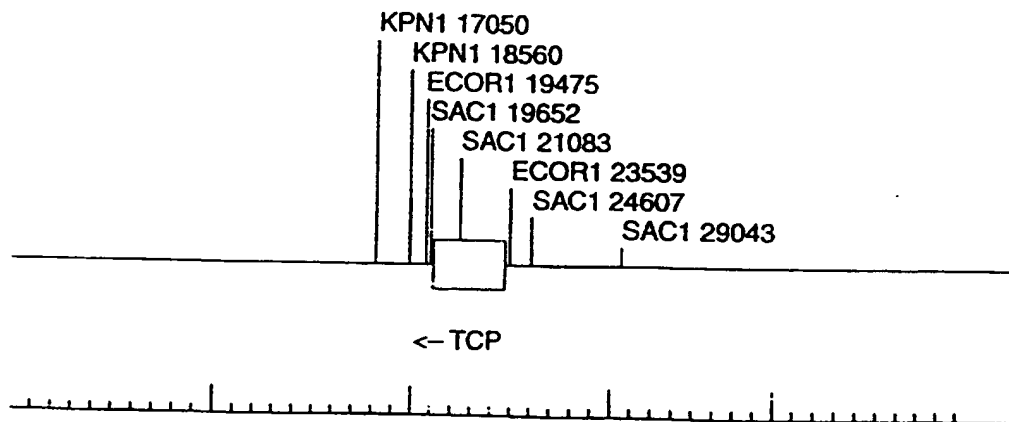 KPN1 17050
KPN1 18560
ECOR1 19475
SAC1 19652
SAC1 21083
ECOR1 23539
SAC1 24607
SAC1 29043
<– TCP